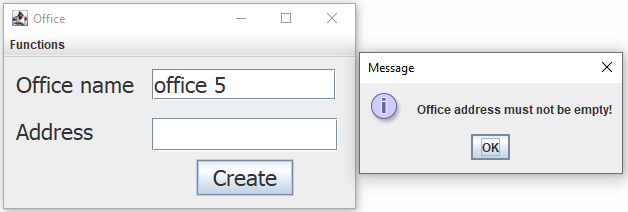 Office
Functions
Office name office 5
Address
Create
Message
Office address must not be empty!
OK